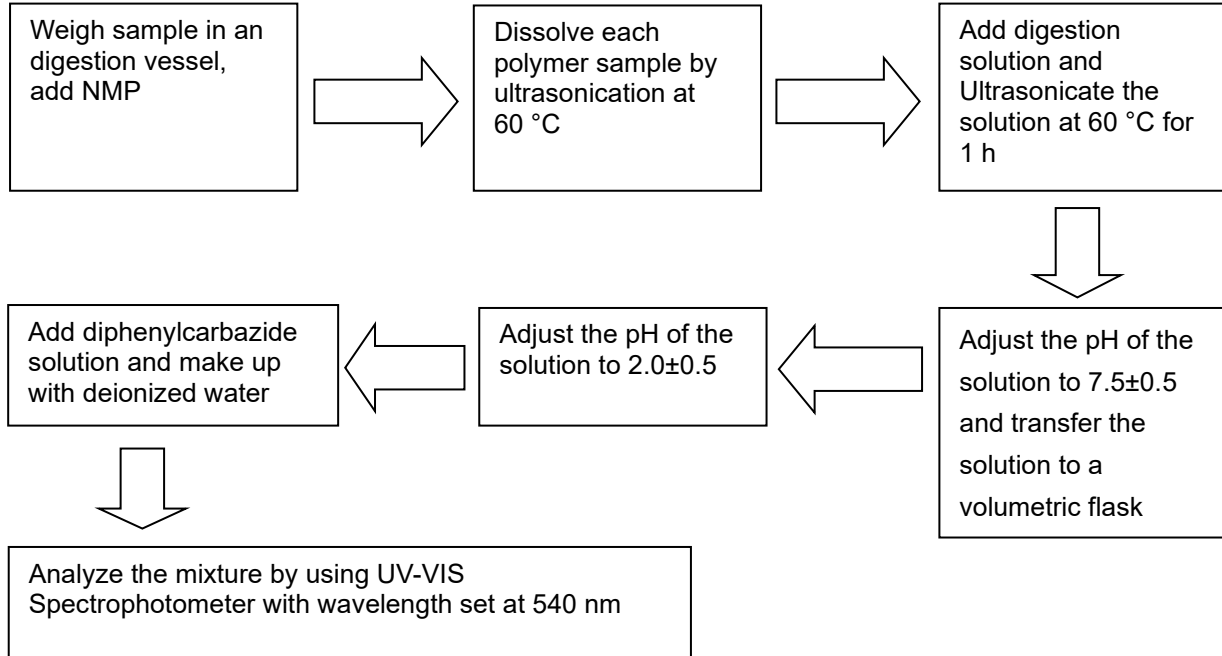 Weigh sample in an
digestion vessel,
add NMP
Dissolve each
polymer sample by
ultrasonication at
60 °C
Add digestion
solution and
Ultrasonicate the
solution at 60 °C for
1 h
Adjust the pH of the
solution to 7.5±0.5
and transfer the
solution to a
volumetric flask
Adjust the pH of the
solution to 2.0±0.5
Add diphenylcarbazide
solution and make up
with deionized water
Analyze the mixture by using UV-VIS
Spectrophotometer with wavelength set at 540 nm